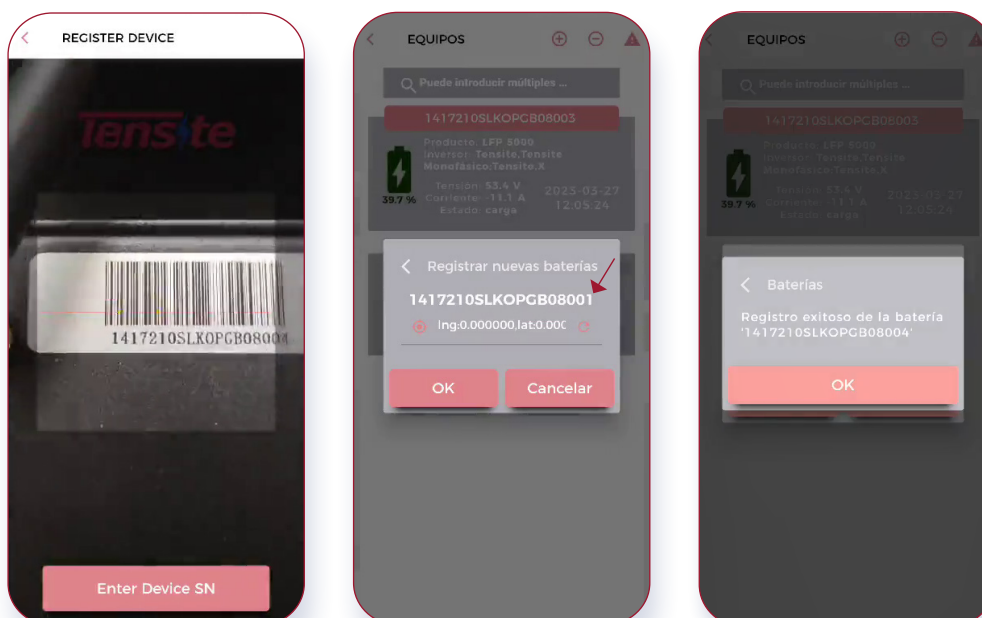 REGISTER DEVICE
Tensite
1417210SLKOPGB08004
Enter Device SN
EQUIPOS
Puede introducir múltiples ...
1417210SLKOPGB08003
Producto: LFP 5000
Inversor: Tensite,Tensite
Monofásico:Tensite.X
Tensión: 53.4 V
Corriente: -11.1 A
Estado: carga
39.7 %
2023-03-27
12:05:24
Registrar nuevas baterías
1417210SLKOPGB08001
lng:0.000000,lat:0.00
OK
Cancelar
EQUIPOS
Puede introducir múltiples ...
1417210SLKOPGB08003
Producto: LFP 5000
Inversor: Tensite,Tensite
Monofásico:Tensite.X
Tensión: 53.4 V
Corriente: -11.1 A
Estado: carga
39.7 %
2023-03-27
12:05:24
Baterías
Registro exitoso de la batería
'1417210SLKOPGB08004'
OK